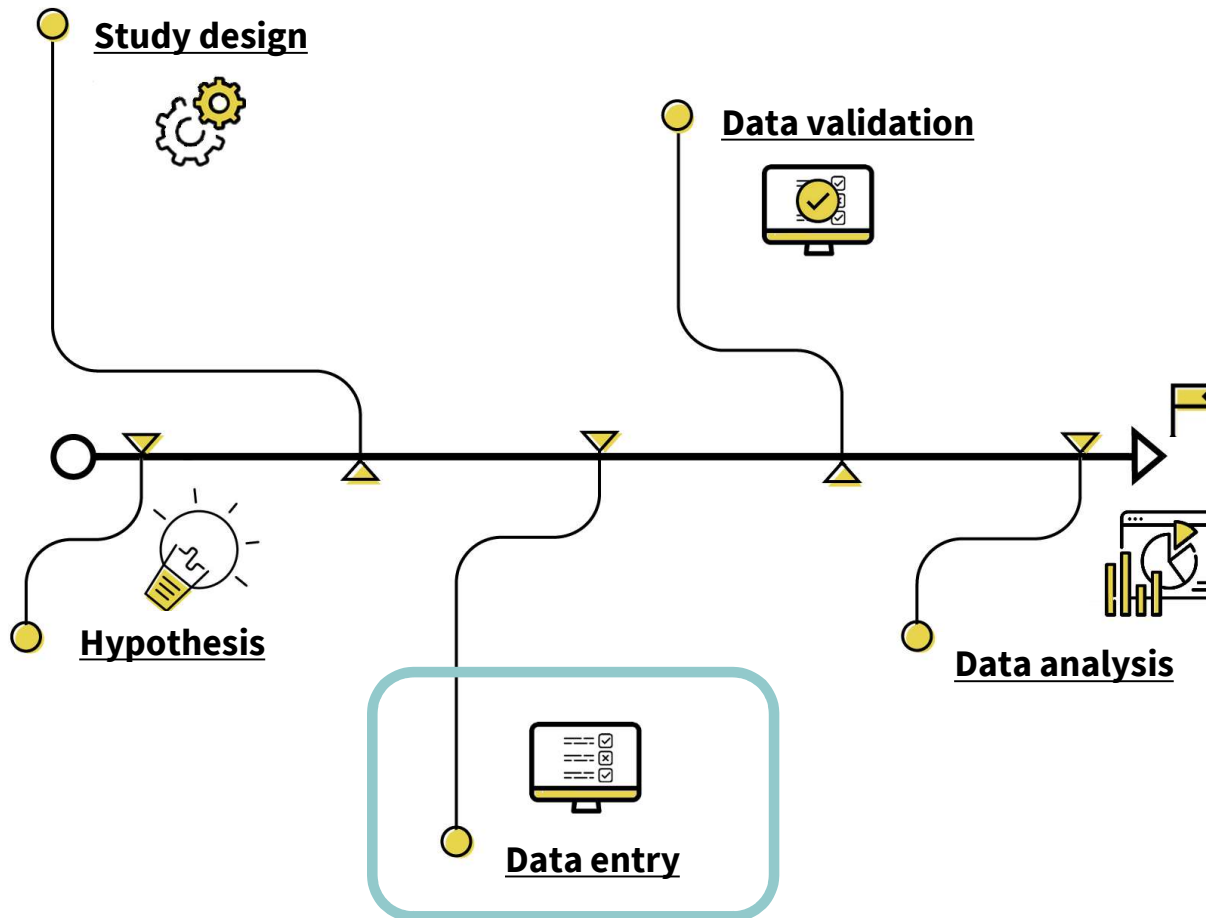 Study design
Data validation
Hypothesis
Data analysis
Data entry